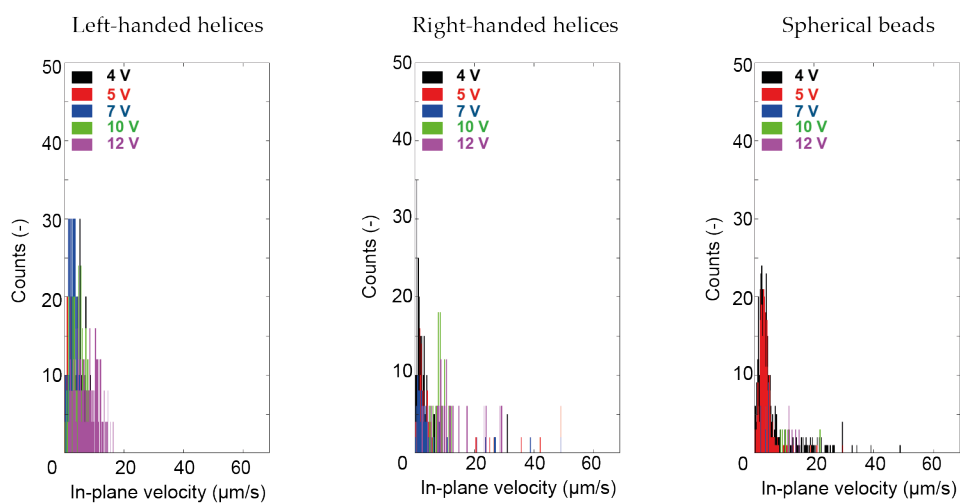 Left-handed helices
50
4 V
5 V
7 V
10 V
12 V
40
30
20
10
0
20
40
60
Counts (-)
In-plane velocity (µm/s)
Right-handed helices
50
4 V
5 V
7 V
10 V
12 V
40
30
20
10
0
20
40
60
Counts (-)
In-plane velocity (µm/s)
Spherical beads
50
4 V
5 V
7 V
10 V
12 V
40
30
20
10
0
20
40
60
Counts (-)
In-plane velocity (µm/s)